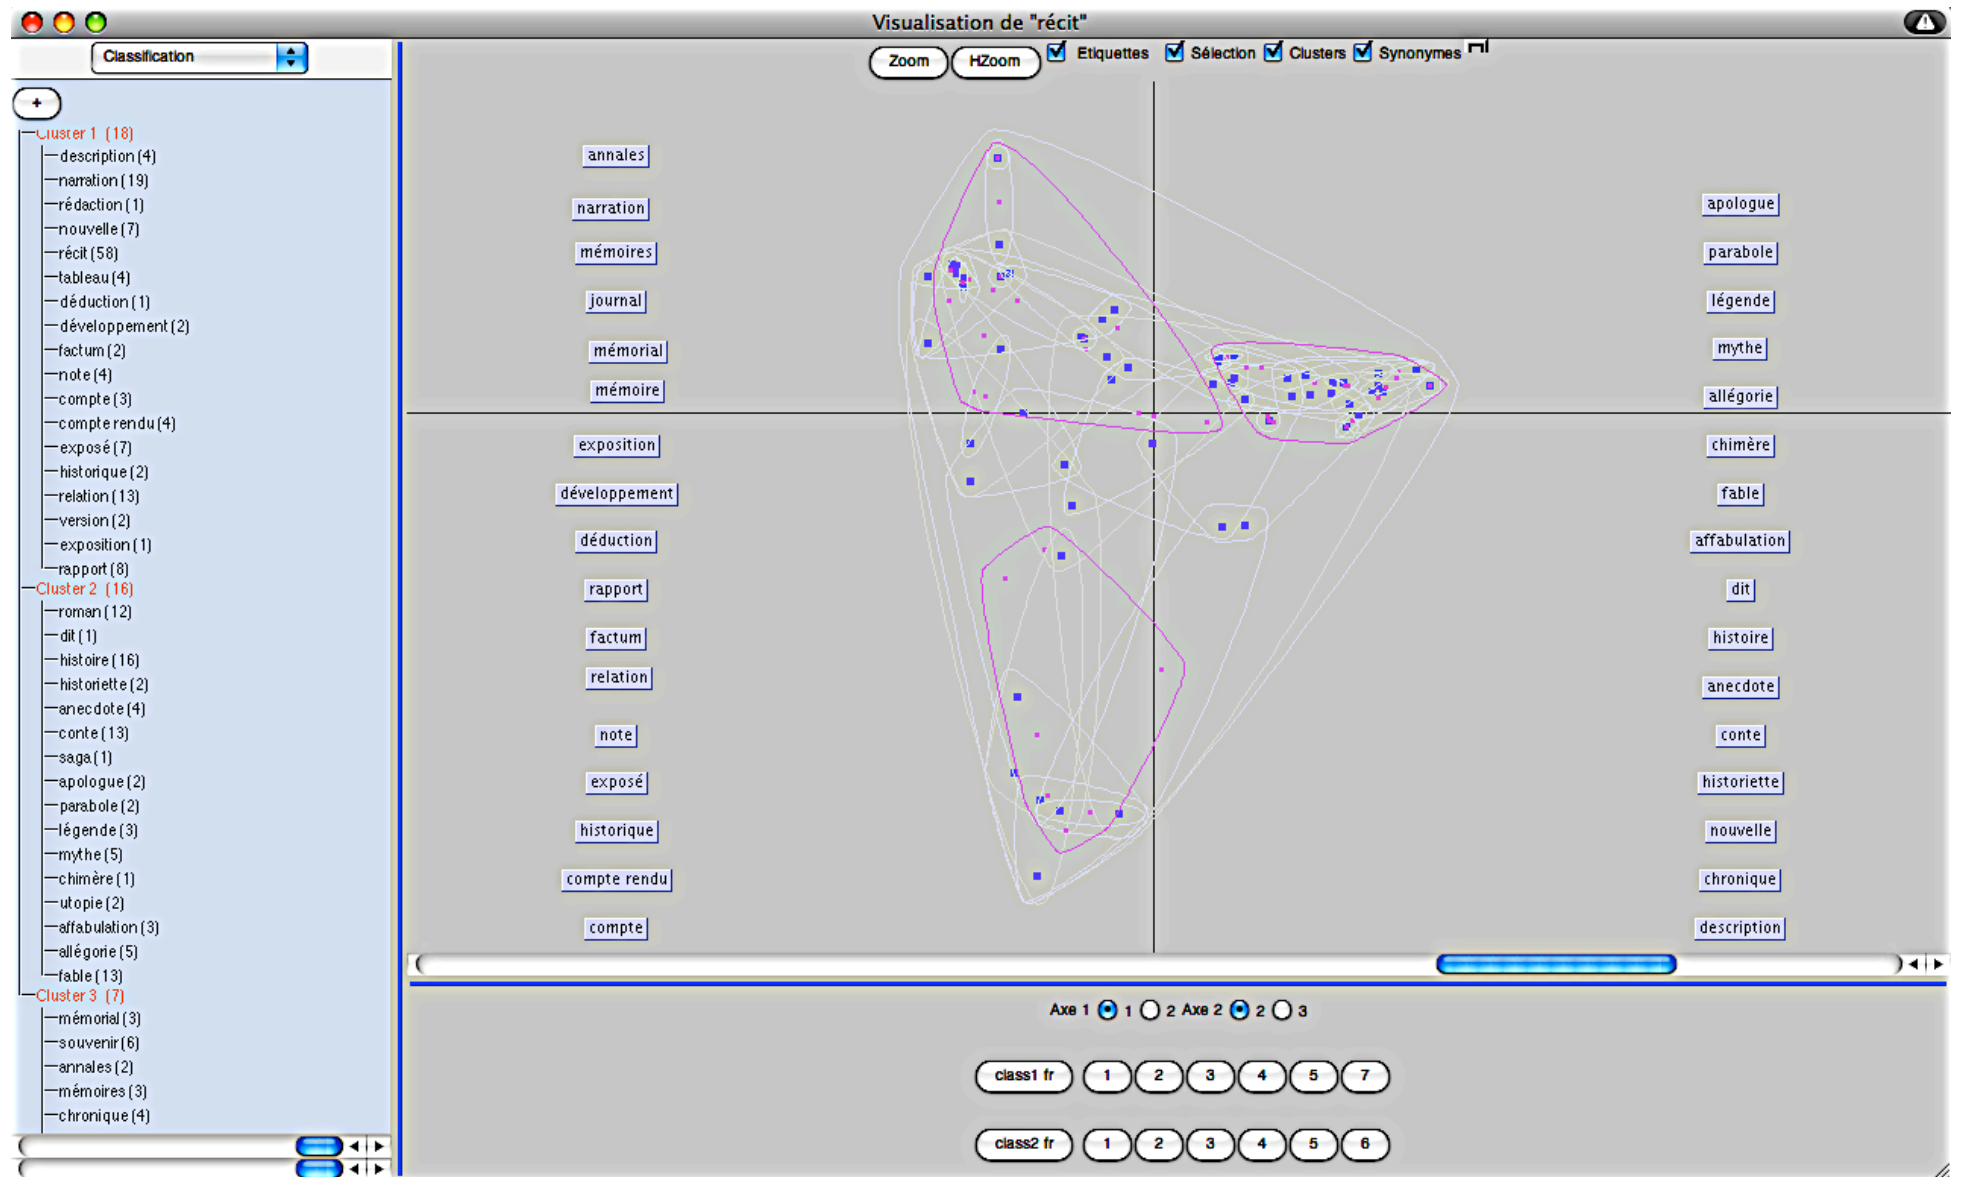 Visualisation de "récit"
Classification
Zoom HZoom Etiquettes Sélection Clusters Synonymes
+
Cluster 1 (18)
description (4)
narration (19)
rédaction (1)
nouvelle (7)
récit (58)
tableau (4)
déduction (1)
développement (2)
factum (2)
note (4)
compte (3)
compte rendu (4)
exposé (7)
historique (2)
relation (13)
version (2)
exposition (1)
rapport (8)
Cluster 2 (16)
roman (12)
dit (1)
histoire (16)
historiette (2)
anecdote (4)
conte (13)
saga (1)
apologue (2)
parabole (2)
légende (3)
mythe (5)
chimère (1)
utopie (2)
affabulation (3)
allégorie (5)
fable (13)
Cluster 3 (7)
mémorial (3)
souvenir (6)
annales (2)
mémoires (3)
chronique (4)
annales
narration
mémoires
journal
mémorial
mémoire
exposition
développement
déduction
rapport
factum
relation
note
exposé
historique
compte rendu
compte
apologue
parabole
légende
mythe
allégorie
chimère
fable
affabulation
dit
histoire
anecdote
conte
historiette
nouvelle
chronique
description
Axe 1 1 2 Axe 2 2 3
class1 fr 1 2 3 4 5 7
class2 fr 1 2 3 4 5 6